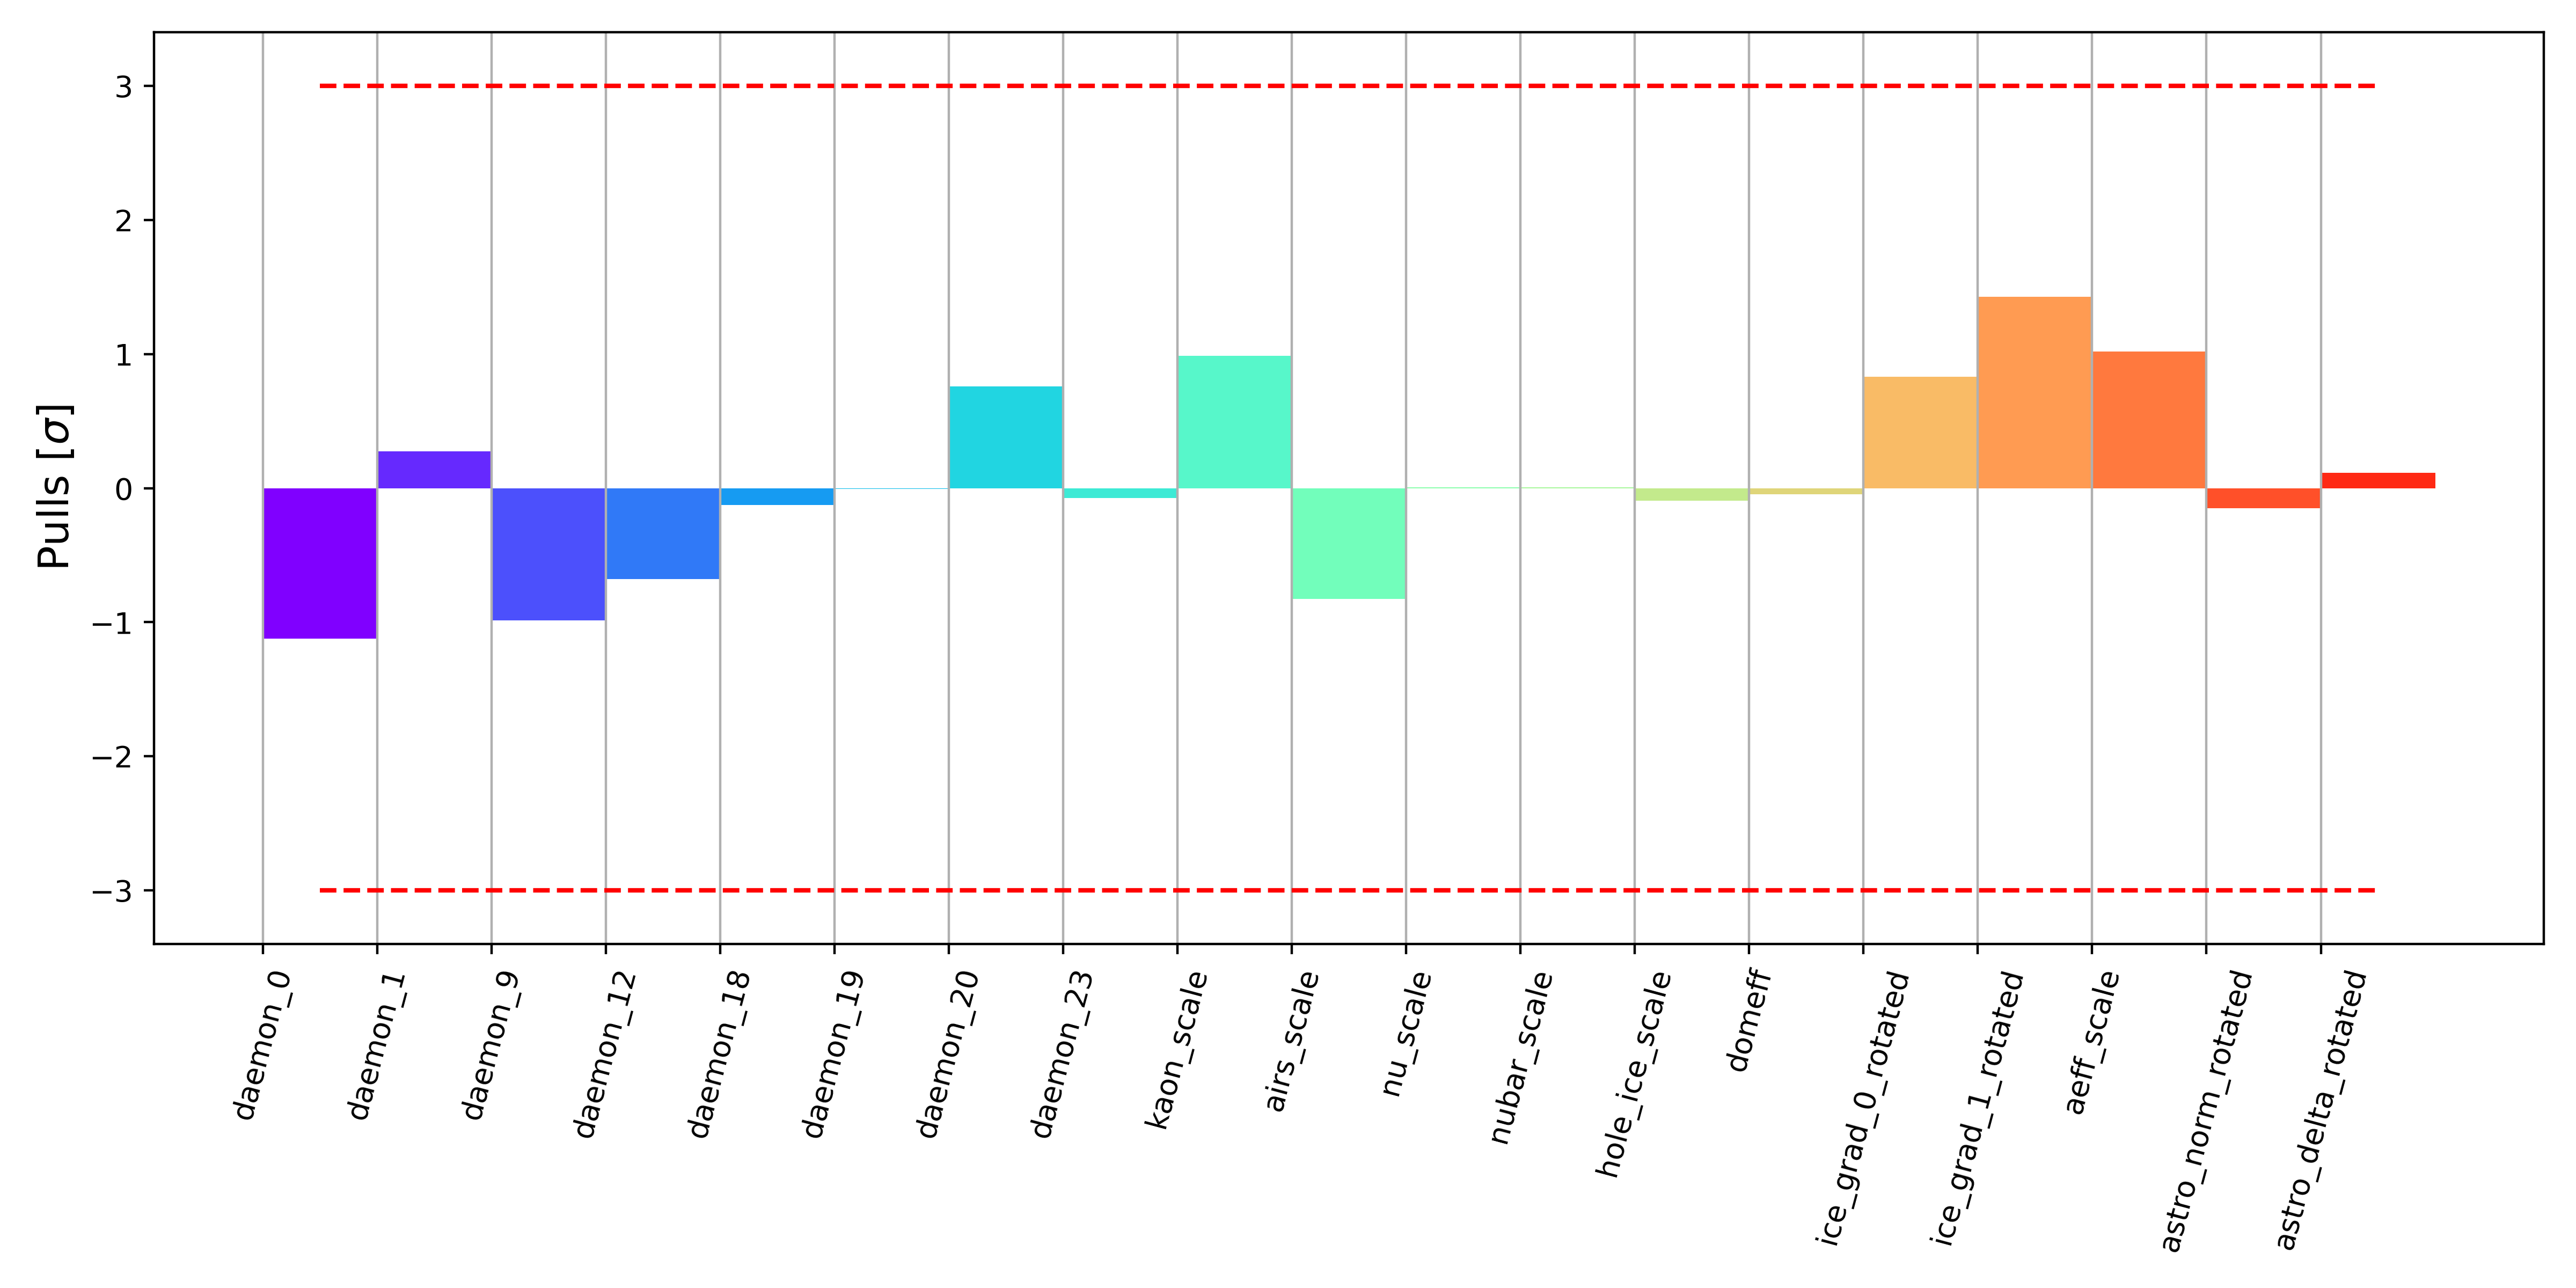 Pulls [σ]
3
2
1
0
−1
−2
−3
daemon_0
daemon_1
daemon_9
daemon_12
daemon_18
daemon_19
daemon_20
daemon_23
kaon_scale
airs_scale
nu_scale
nubar_scale
hole_ice_scale
domeff
ice_grad_0_rotated
ice_grad_1_rotated
aeff_scale
astro_norm_rotated
astro_delta_rotated